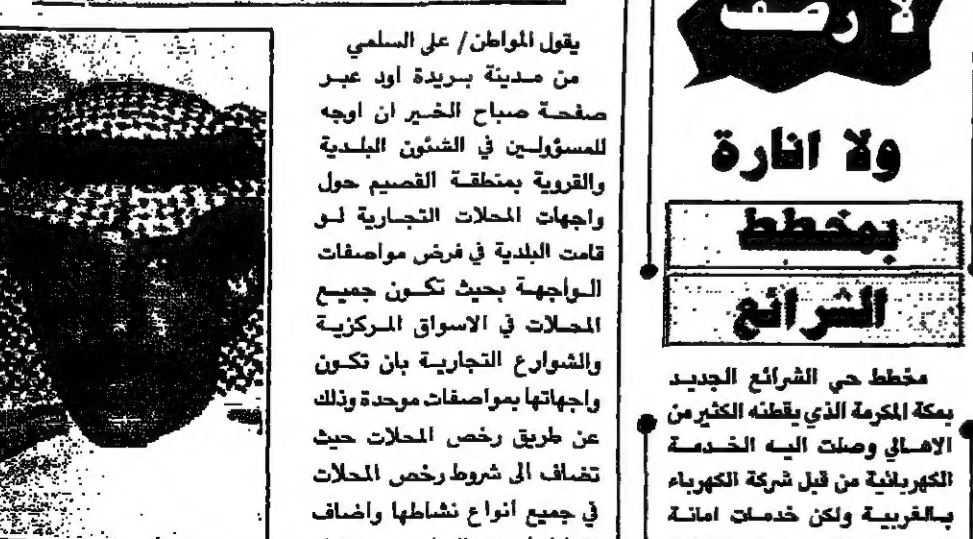 لا رصف
ولا انارة
بمخطط
الشرائع
مخطط حي الشرائع الجديد
بمكة المكرمة الذي يقطنه الكثير من
الاهالي وصلت اليه الخدمة
الكهربائية من قبل شركة الكهرباء
بالغربية ولكن خدمات امانة
يقول المواطن / على السلمي
من مدينة بريدة اود عبر
صفحة صباح الخير ان اوجه
للمسؤولين في الشئون البلدية
والقروية بمنطقة القصيم حول
واجهات المحلات التجارية لو
قامت البلدية في فرض مواصفات
الواجهة بحيث تكون جميع
المحلات في الاسواق المركزية
والشوارع التجارية بان تكون
واجهاتها بمواصفات موحدة وذلك
عن طريق رخص المحلات حيث
تضاف الى شروط رخص المحلات
في جميع أنواع نشاطها واضاف